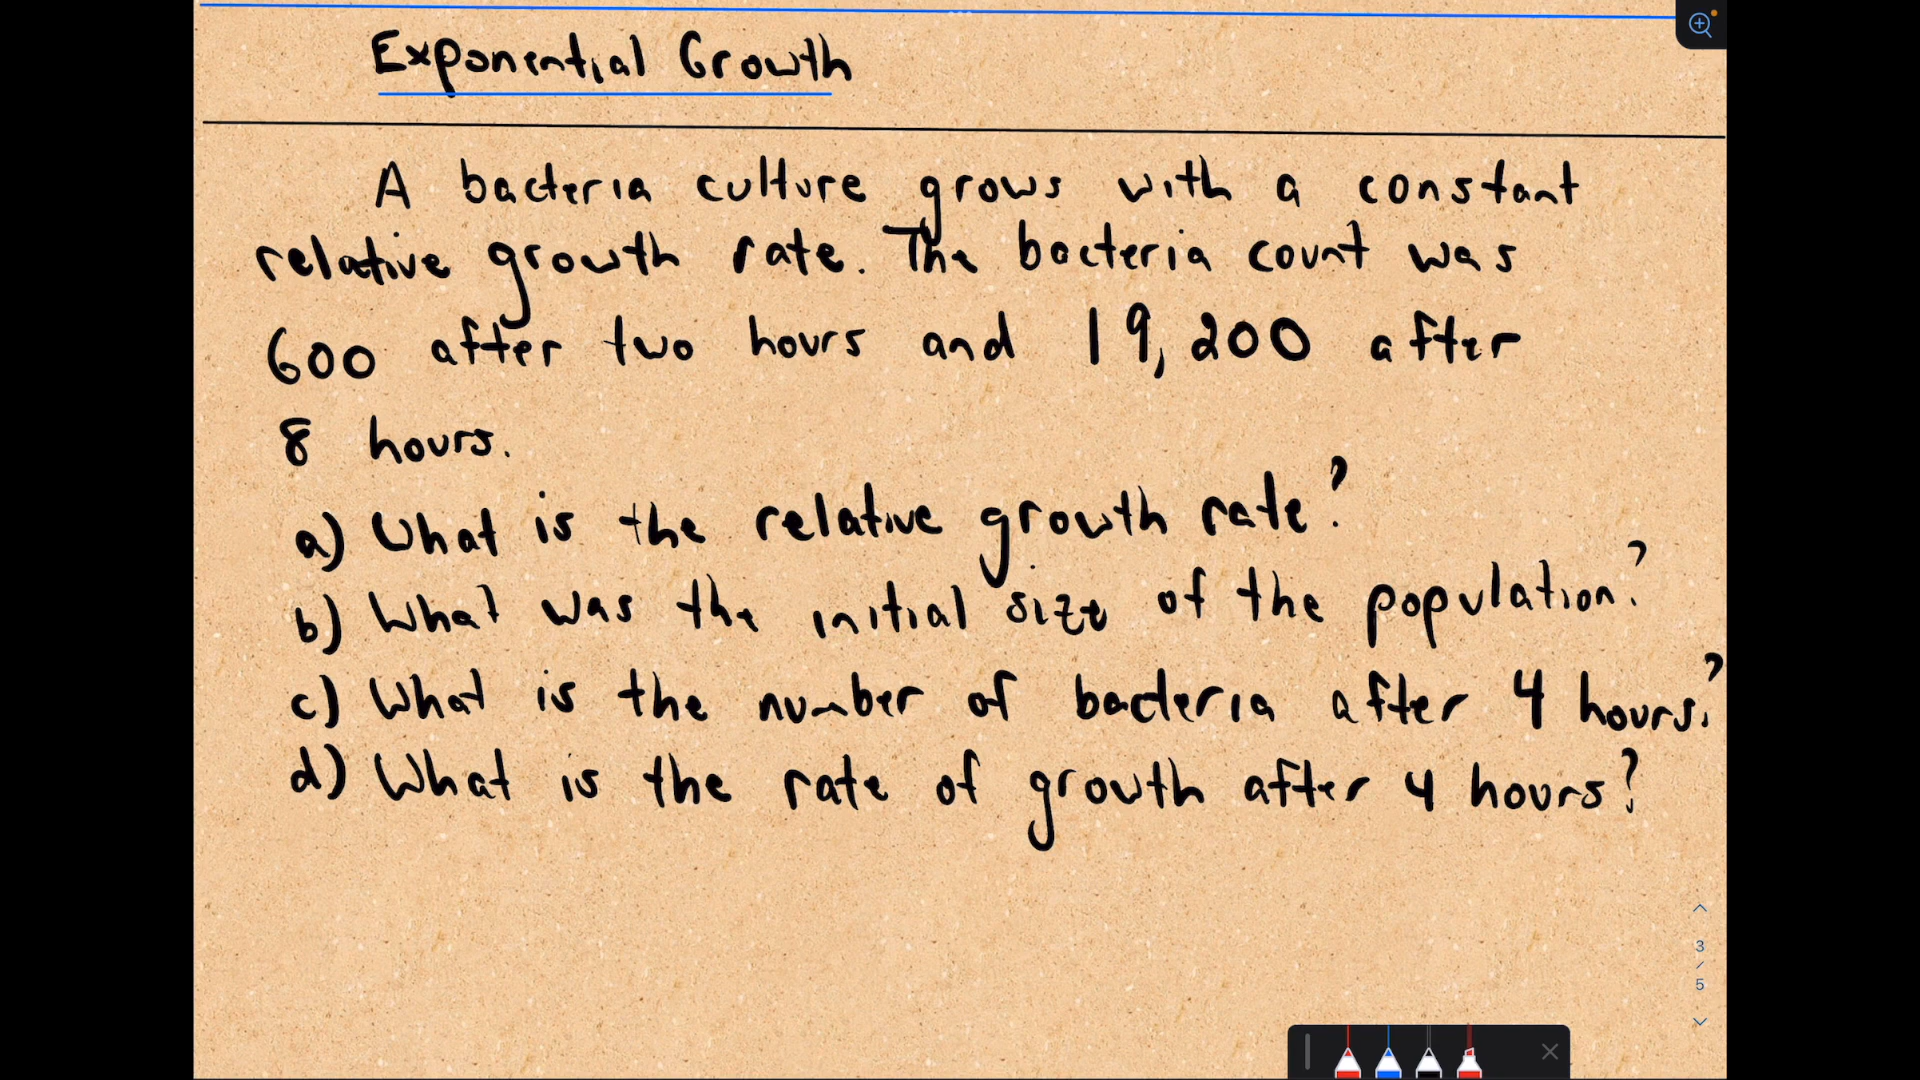 Exponential Growth
A bacteria culture grows with a constant
relative growth rate. The bacteria count was
600 after two hours and 19,200 after
8 hours.
a) What is the relative growth rate?
b) What was the initial size of the population?
c) What is the number of bacteria after 4 hours?
d) What is the rate of growth after 4 hours?
3
/
5